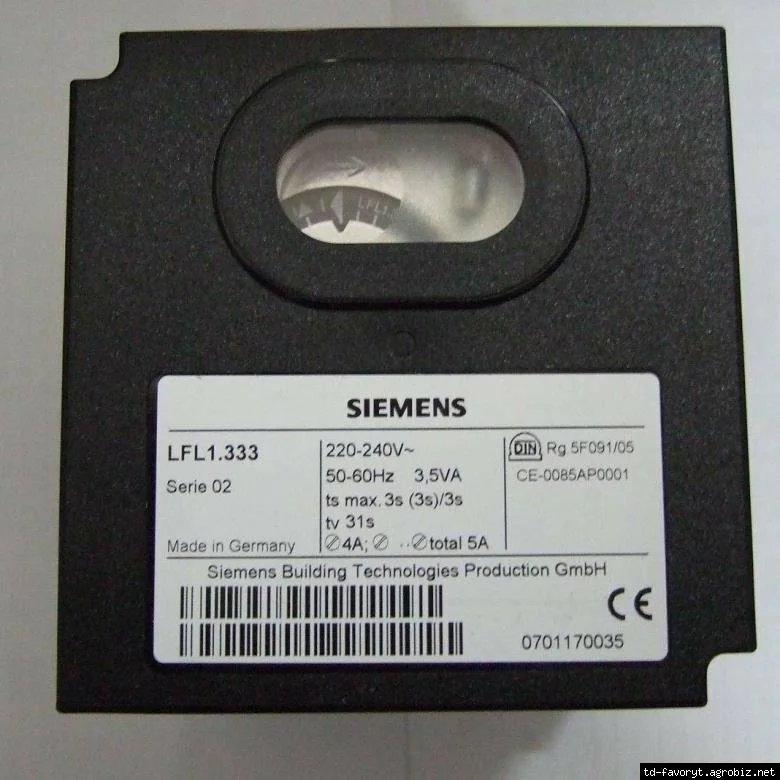 LFL1.
SIEMENS
LFL1.333
Serie 02
Made in Germany
220-240V~
50-60Hz 3,5VA
ts max. 3s (3s)/3s
tv 31s
4A; ..total 5A
DIN Rg.5F091/05
CE-0085AP0001
Siemens Building Technologies Production GmbH
CE
0701170035
td-favoryt.agrobiz.net